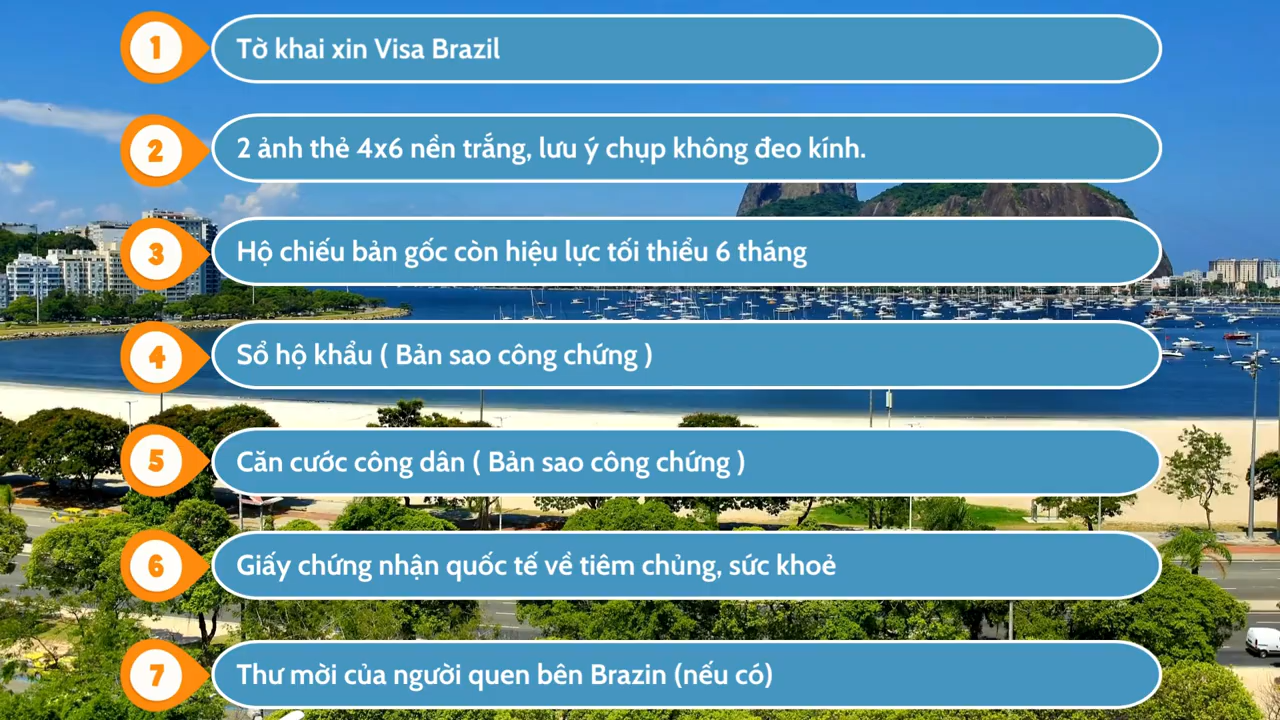 1 Tờ khai xin Visa Brazil
2 2 ảnh thẻ 4x6 nền trắng, lưu ý chụp không đeo kính.
3 Hộ chiếu bản gốc còn hiệu lực tối thiểu 6 tháng
4 Sổ hộ khẩu ( Bản sao công chứng )
5 Căn cước công dân ( Bản sao công chứng )
6 Giấy chứng nhận quốc tế về tiêm chủng, sức khoẻ
7 Thư mời của người quen bên Brazin (nếu có)